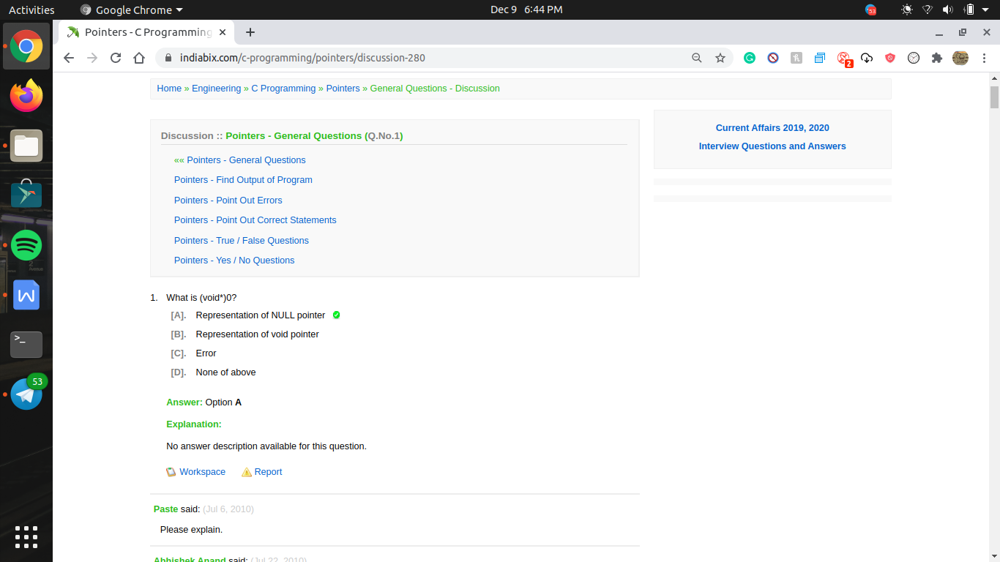 Activities Google Chrome Dec 9 6:44 PM 53
Pointers - C Programming
indiabix.com/c-programming/pointers/discussion-280 2
Home » Engineering » C Programming » Pointers » General Questions - Discussion
Discussion :: Pointers - General Questions (Q.No.1)
«« Pointers - General Questions
Pointers - Find Output of Program
Pointers - Point Out Errors
Pointers - Point Out Correct Statements
Pointers - True / False Questions
Pointers - Yes / No Questions
Current Affairs 2019, 2020
Interview Questions and Answers
1. What is (void*)0?
[A]. Representation of NULL pointer
[B]. Representation of void pointer
[C]. Error
[D]. None of above
Answer: Option A
Explanation:
No answer description available for this question.
Workspace Report
Paste said: (Jul 6, 2010)
Please explain.
Abhishek Anand said: (Jul 22, 2010)
53